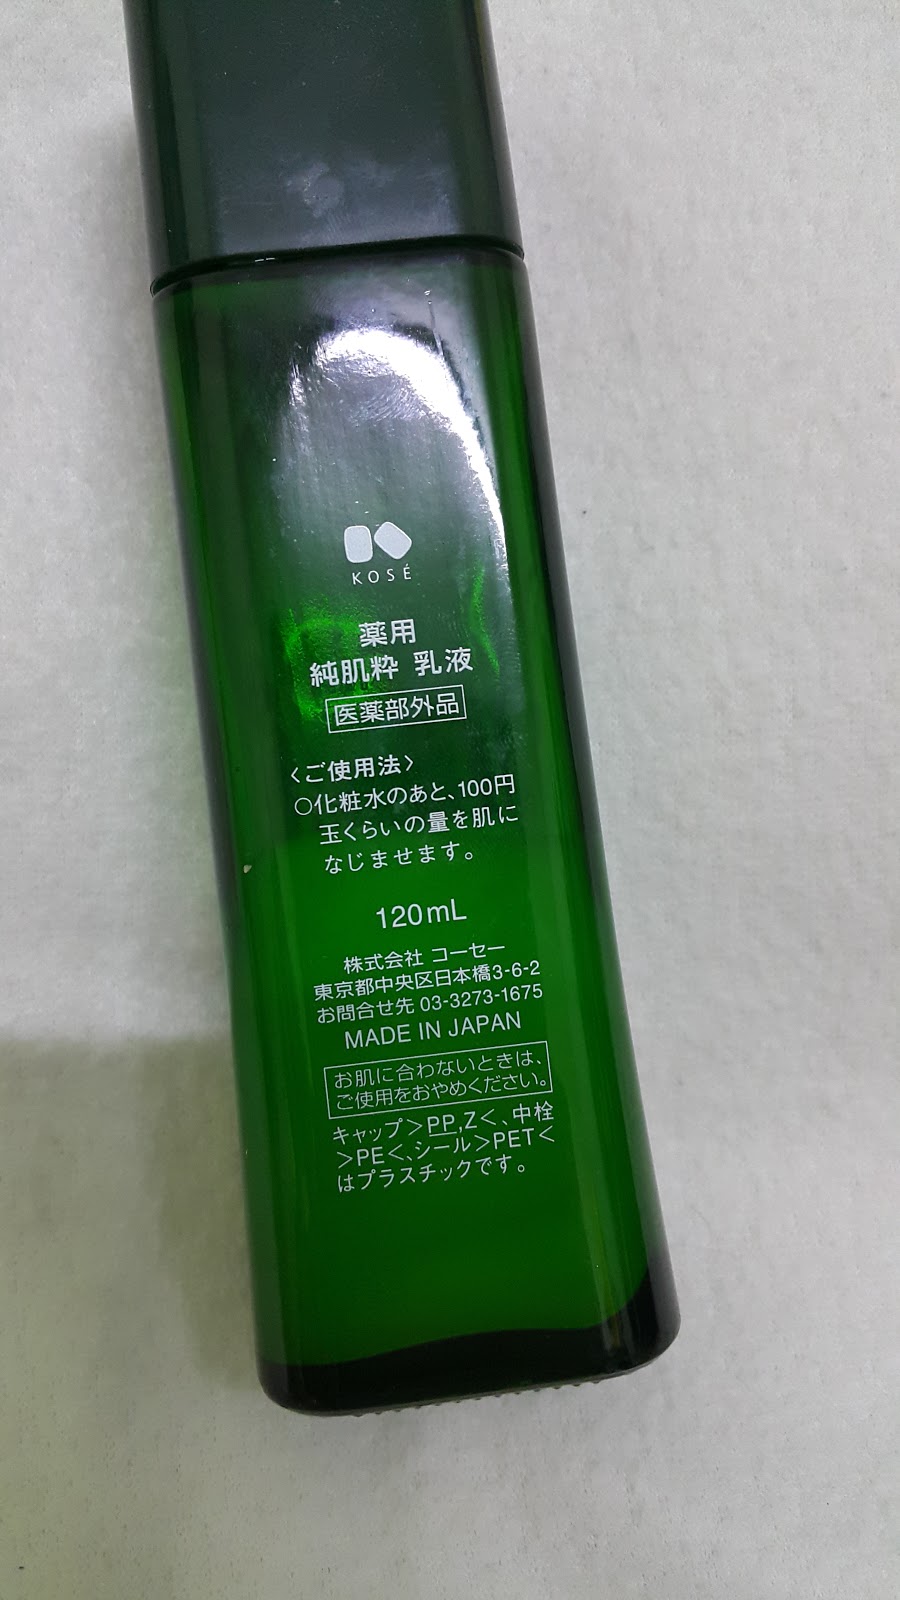 KOSÉ
薬用
純肌粋 乳液
医薬部外品
〈ご使用法〉
○化粧水のあと、100円
玉くらいの量を肌に
なじませます。
120mL
株式会社 コーセー
東京都中央区日本橋3-6-2
お問合せ先 03-3273-1675
MADE IN JAPAN
お肌に合わないときは、
ご使用をおやめください。
キャップ>PP,Z<、中栓
>PE<、シール>PET<
はプラスチックです。